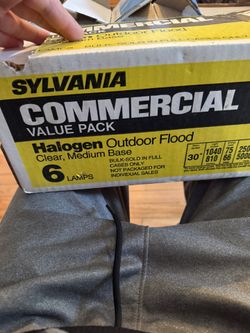 SYLVANIA
COMMERCIAL
VALUE PACK
Halogen Outdoor Flood
Clear, Medium Base
6 LAMPS
BULK-SOLD IN FULL
CASES ONLY
NOT PACKAGED FOR
INDIVIDUAL SALES
30° 1040 75 250
810 66 500